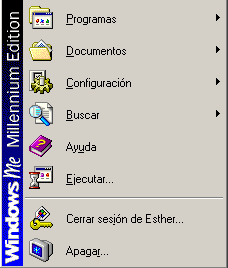 Windows Me Millennium Edition
Programas
Documentos
Configuración
Buscar
Ayuda
Ejecutar...
Cerrar sesión de Esther...
Apagar...